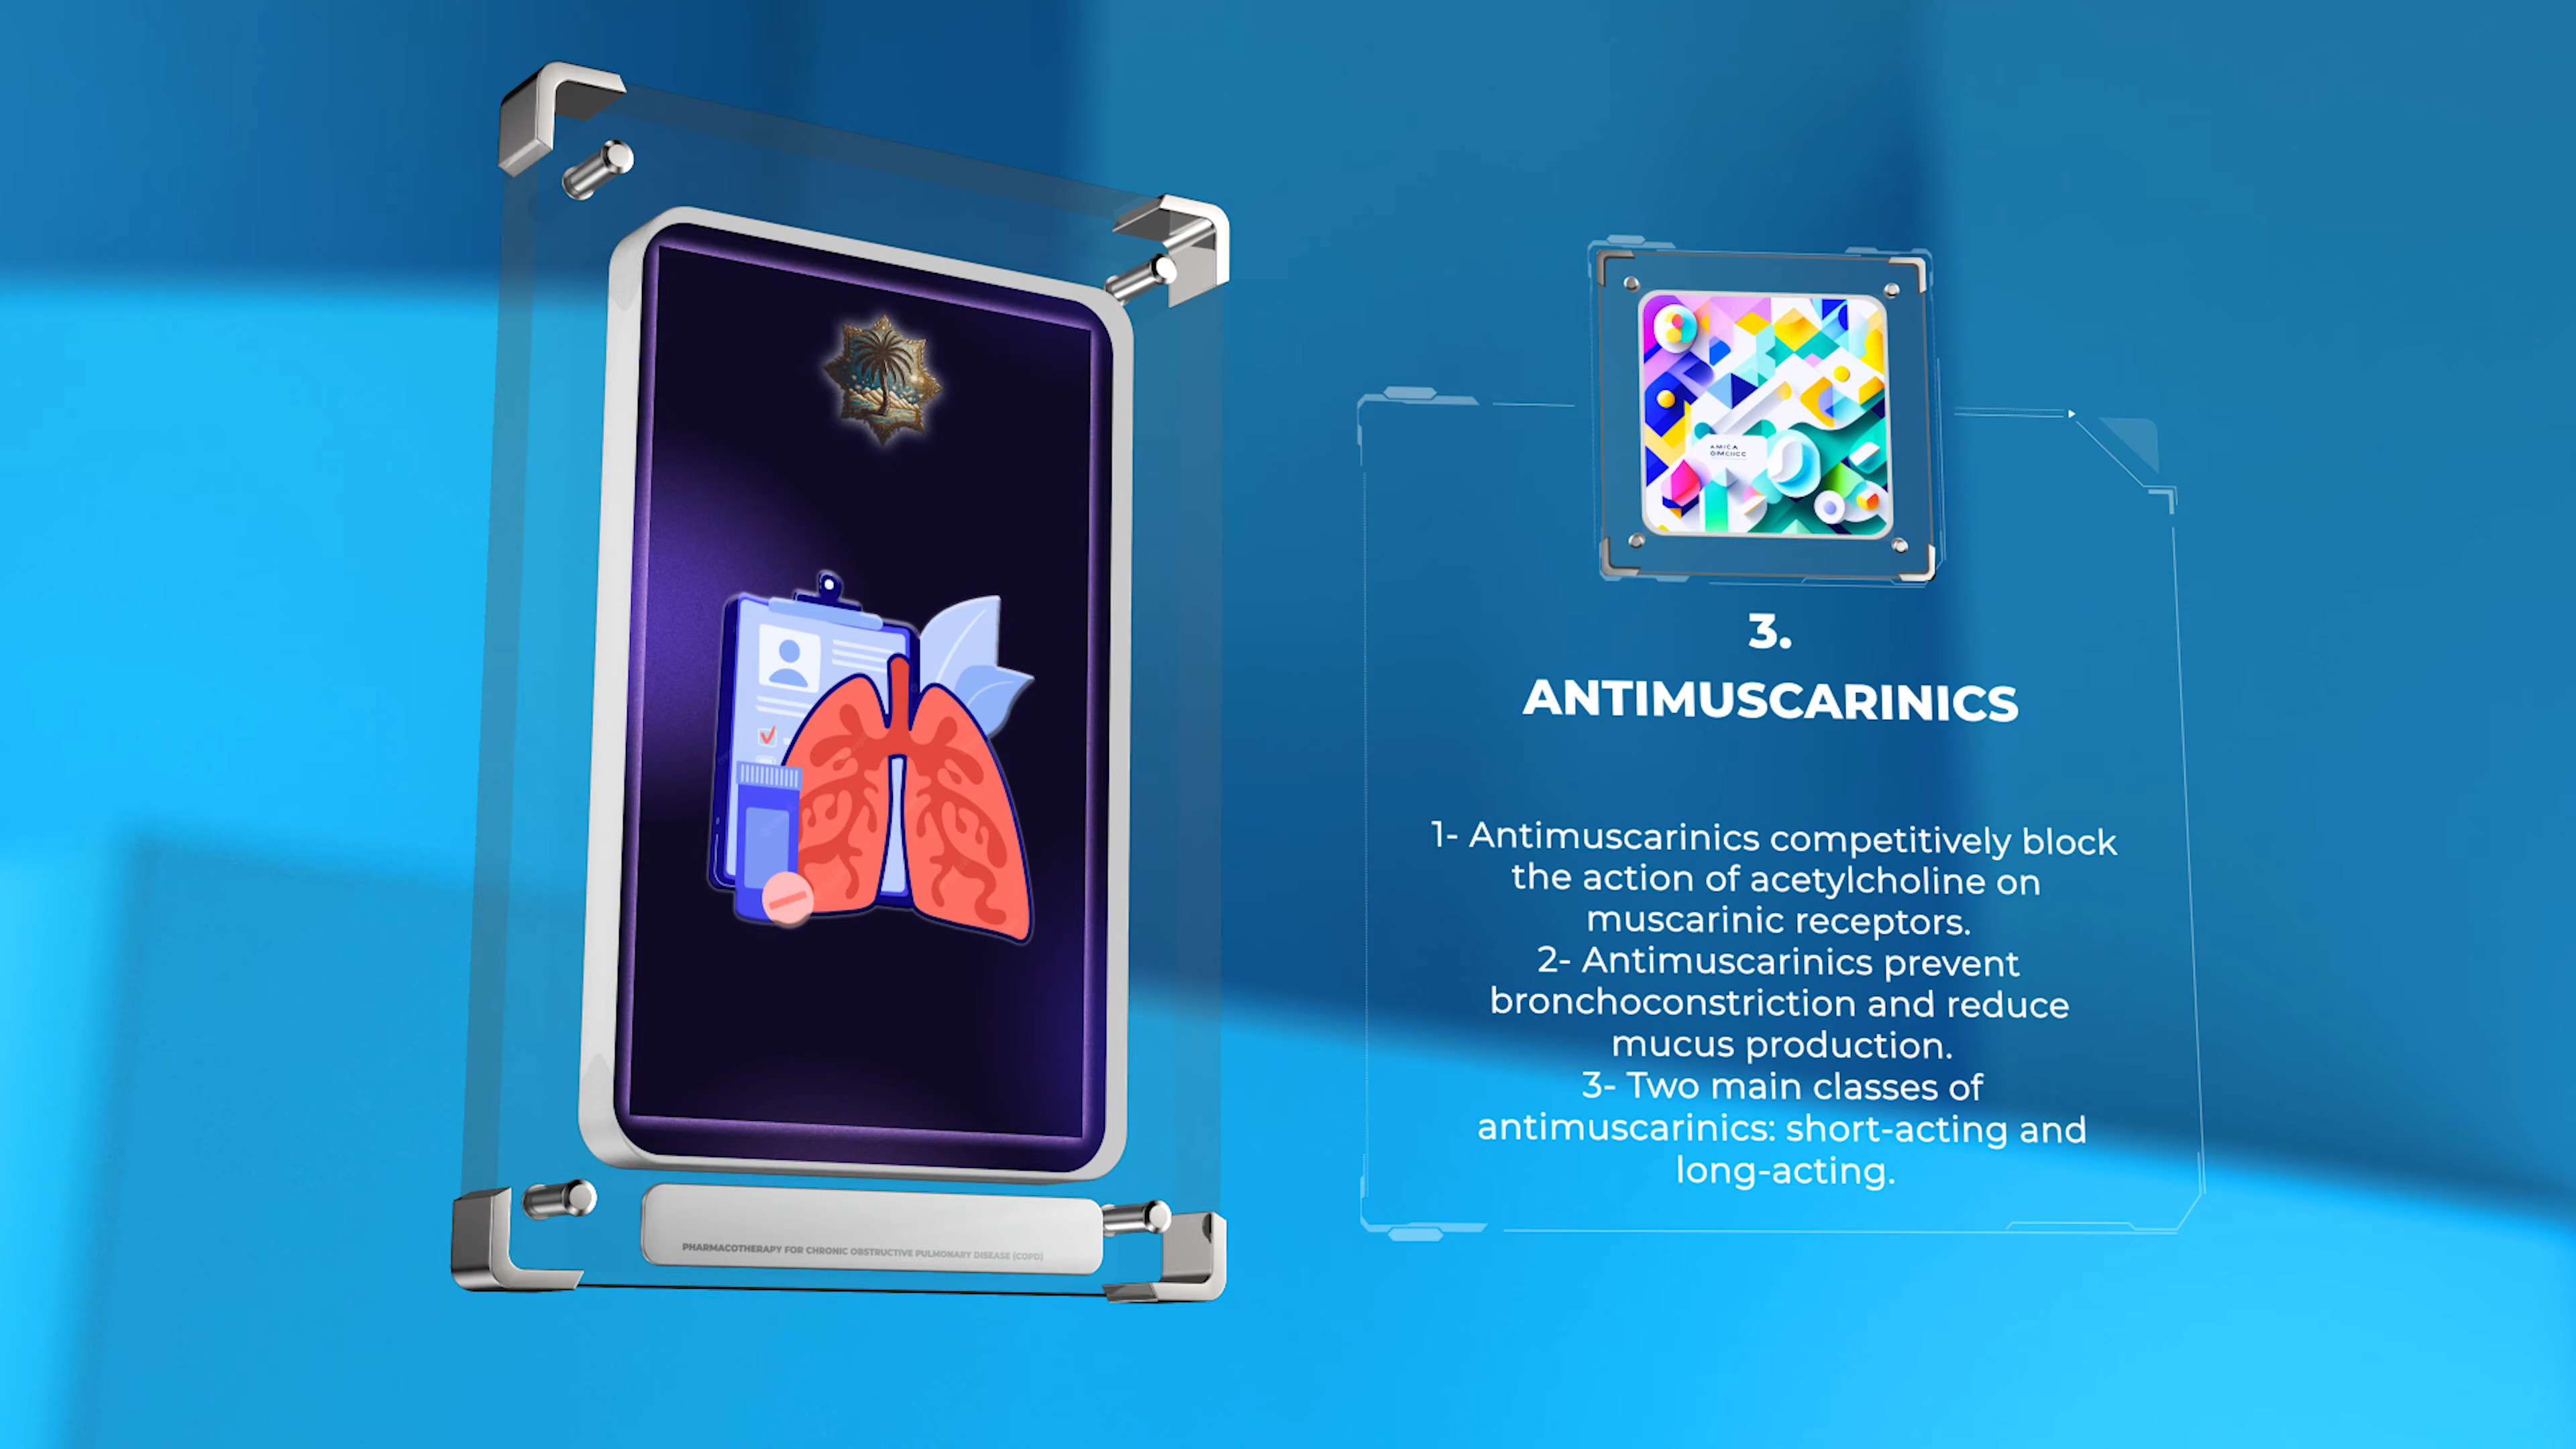 3.
ANTIMUSCARINICS
1- Antimuscarinics competitively block
the action of acetylcholine on
muscarinic receptors.
2- Antimuscarinics prevent
bronchoconstriction and reduce
mucus production.
3- Two main classes of
antimuscarinics: short-acting and
long-acting.
PHARMACOTHERAPY FOR CHRONIC OBSTRUCTIVE PULMONARY DISEASE (COPD)